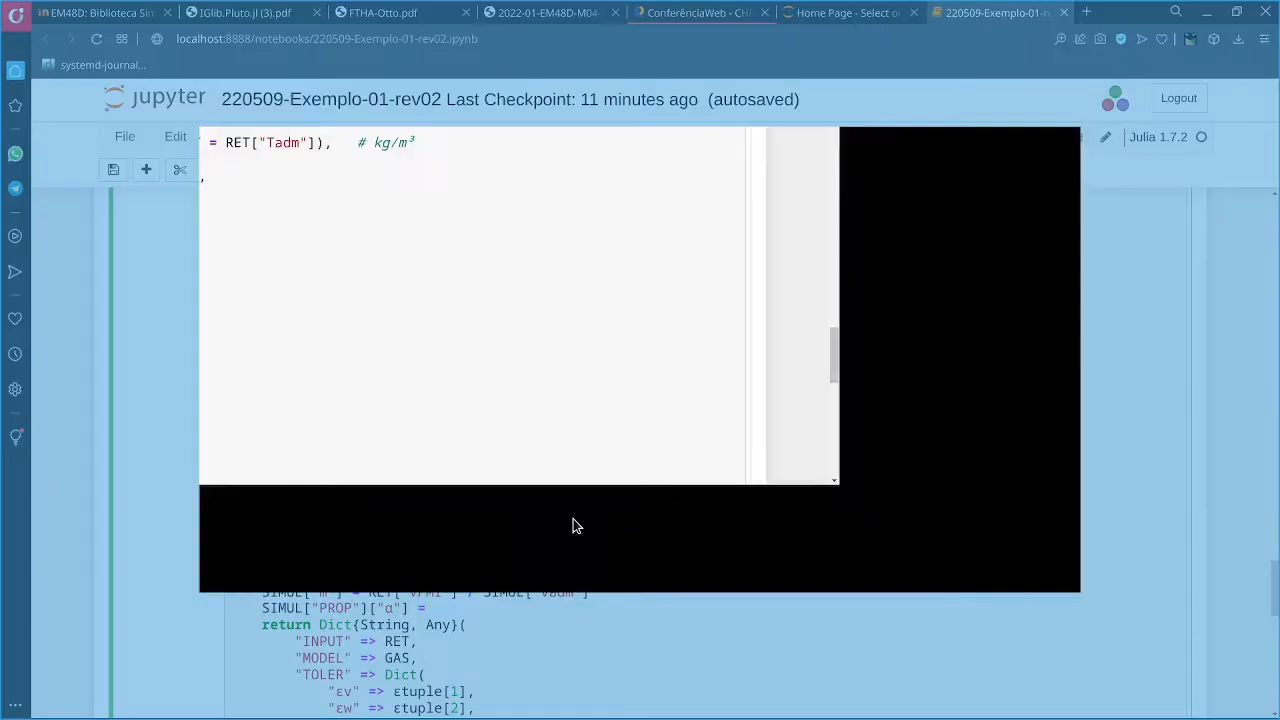 EM48D: Biblioteca Sin
IGlib.Pluto.jl (3).pdf
FTHA-Otto.pdf
2022-01-EM48D-M04-
ConferênciaWeb - CH
Home Page - Select o
220509-Exemplo-01-r
localhost:8888/notebooks/220509-Exemplo-01-rev02.ipynb
systemd-journal...
jupyter 220509-Exemplo-01-rev02 Last Checkpoint: 11 minutes ago (autosaved)
Logout
File Edit
Julia 1.7.2
= RET["Tadm"]), # kg/m³
,
SIMUL["PROP"]["α"] =
return Dict{String, Any}(
"INPUT" => RET,
"MODEL" => GAS,
"TOLER" => Dict(
"εv" => εtuple[1],
"εw" => εtuple[2],